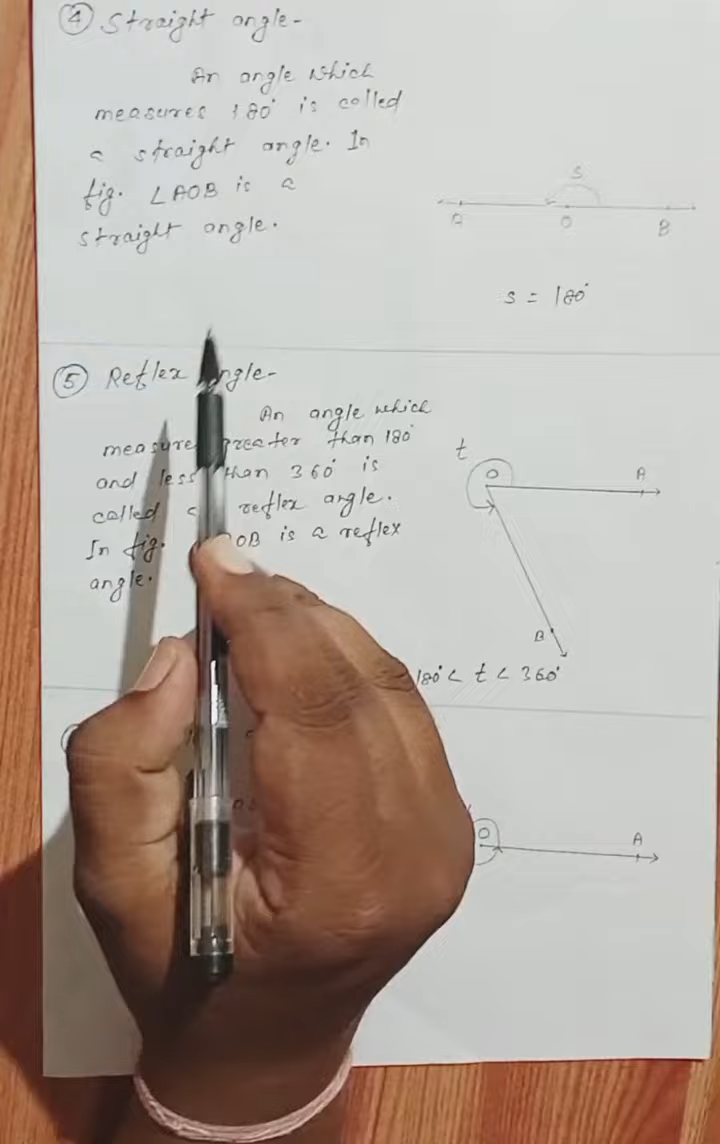 ④ Straight angle-
An angle which
measures 180° is called
a straight angle. In
fig. ∠AOB is a
straight angle.
S
A O B
S = 180°
⑤ Reflex angle-
An angle which
measure greater than 180°
and less than 360° is
called a reflex angle.
In fig. OB is a reflex
angle.
t
O A
B
180° < t < 360°
O A